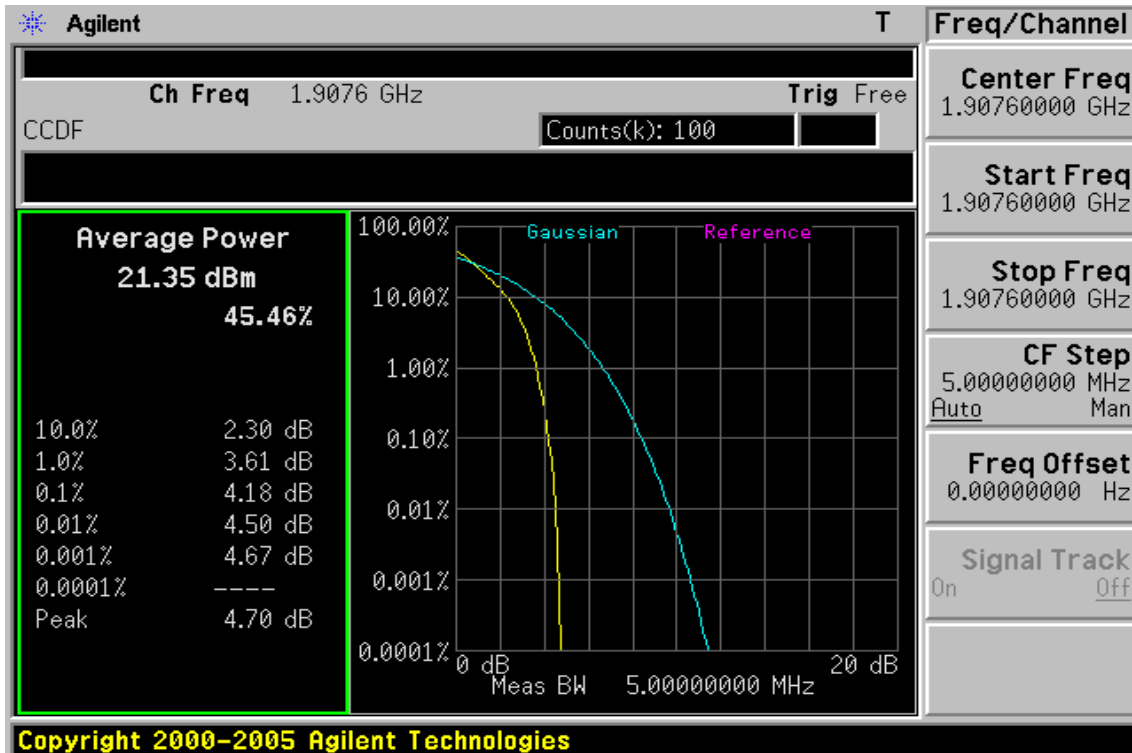 Agilent
T
Freq/Channel
Ch Freq 1.9076 GHz
Trig Free
CCDF
Counts(k): 100
Average Power
21.35 dBm
45.46%
10.0% 2.30 dB
1.0% 3.61 dB
0.1% 4.18 dB
0.01% 4.50 dB
0.001% 4.67 dB
0.0001% ----
Peak 4.70 dB
Gaussian
Reference
100.00%
10.00%
1.00%
0.10%
0.01%
0.001%
0.0001%
0 dB
20 dB
Meas BW 5.00000000 MHz
Center Freq
1.90760000 GHz
Start Freq
1.90760000 GHz
Stop Freq
1.90760000 GHz
CF Step
5.00000000 MHz
Auto Man
Freq Offset
0.00000000 Hz
Signal Track
On Off
Copyright 2000-2005 Agilent Technologies